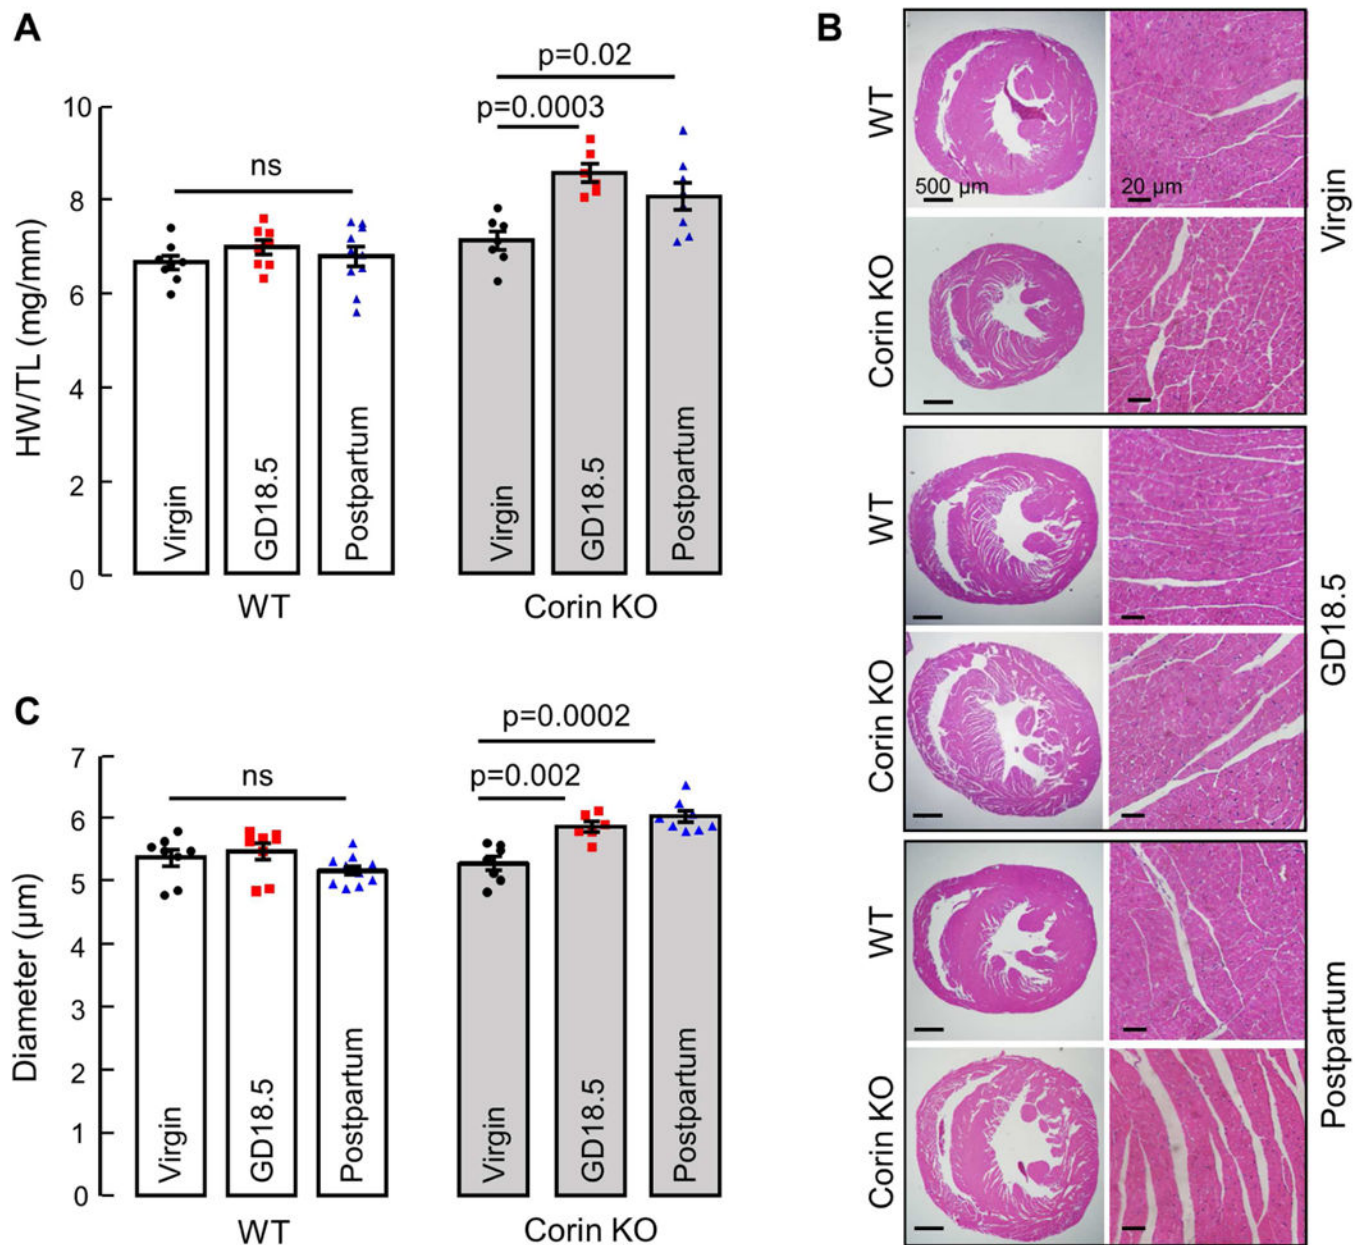 A
p=0.02
p=0.0003
ns
10
8
6
4
2
0
HW/TL (mg/mm)
Virgin
GD18.5
Postpartum
Virgin
GD18.5
Postpartum
WT
Corin KO
B
WT
500 µm
20 µm
Corin KO
Virgin
WT
Corin KO
GD18.5
WT
Corin KO
Postpartum
C
p=0.0002
p=0.002
ns
7
6
5
4
3
2
1
0
Diameter (µm)
Virgin
GD18.5
Postpartum
Virgin
GD18.5
Postpartum
WT
Corin KO